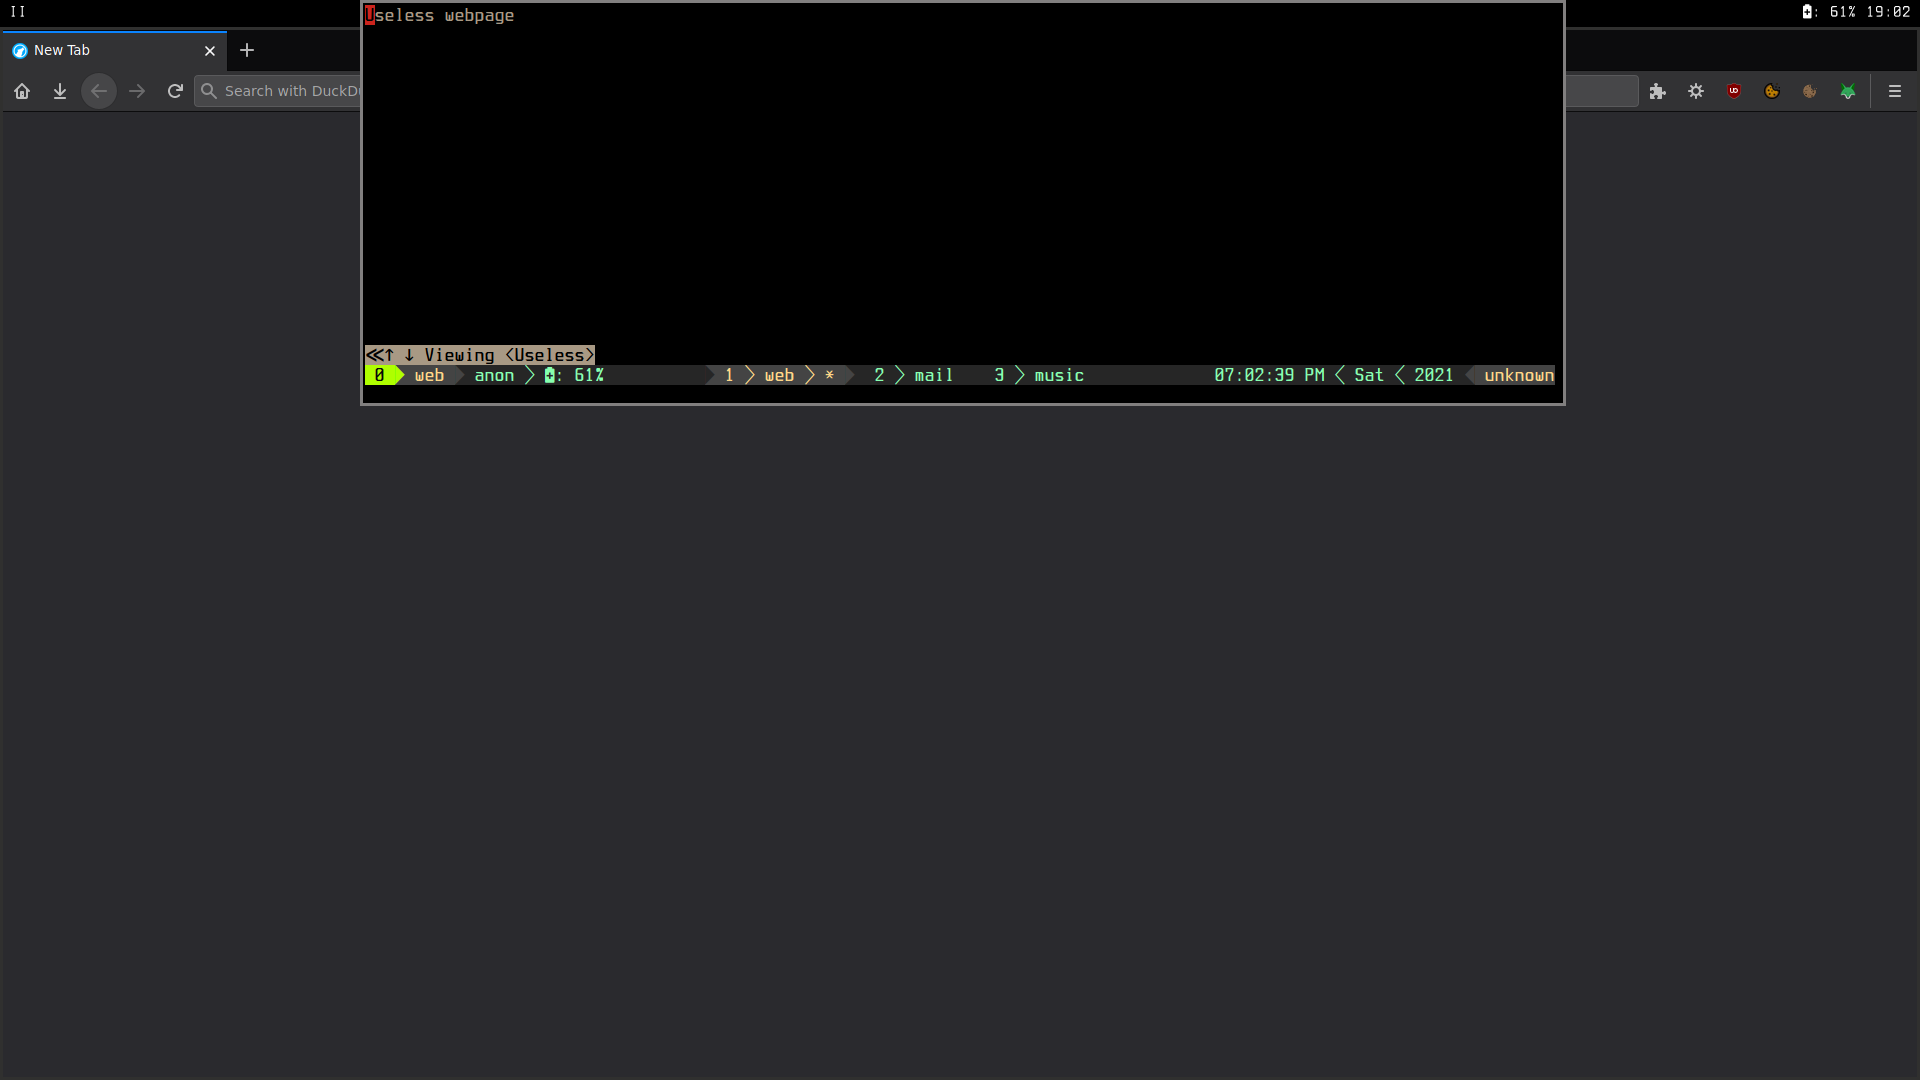 II
Useless webpage
61% 19:02
New Tab
Search with DuckD
≪↑ ↓ Viewing <Useless>
0 web anon : 61% 1 web * 2 mail 3 music 07:02:39 PM Sat 2021 unknown